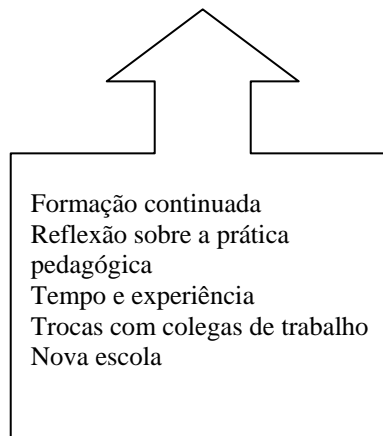 Formação continuada
Reflexão sobre a prática
pedagógica
Tempo e experiência
Trocas com colegas de trabalho
Nova escola